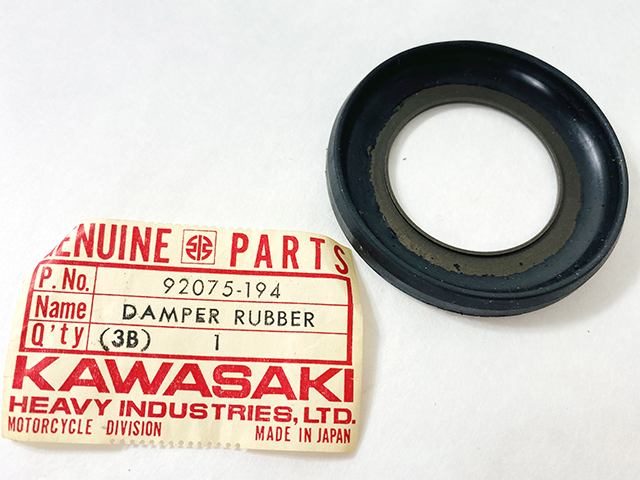 ENUINE PARTS
P. No. 92075-194
Name DAMPER RUBBER
Q'ty (3B) 1
KAWASAKI
HEAVY INDUSTRIES, LTD.
MOTORCYCLE DIVISION MADE IN JAPAN